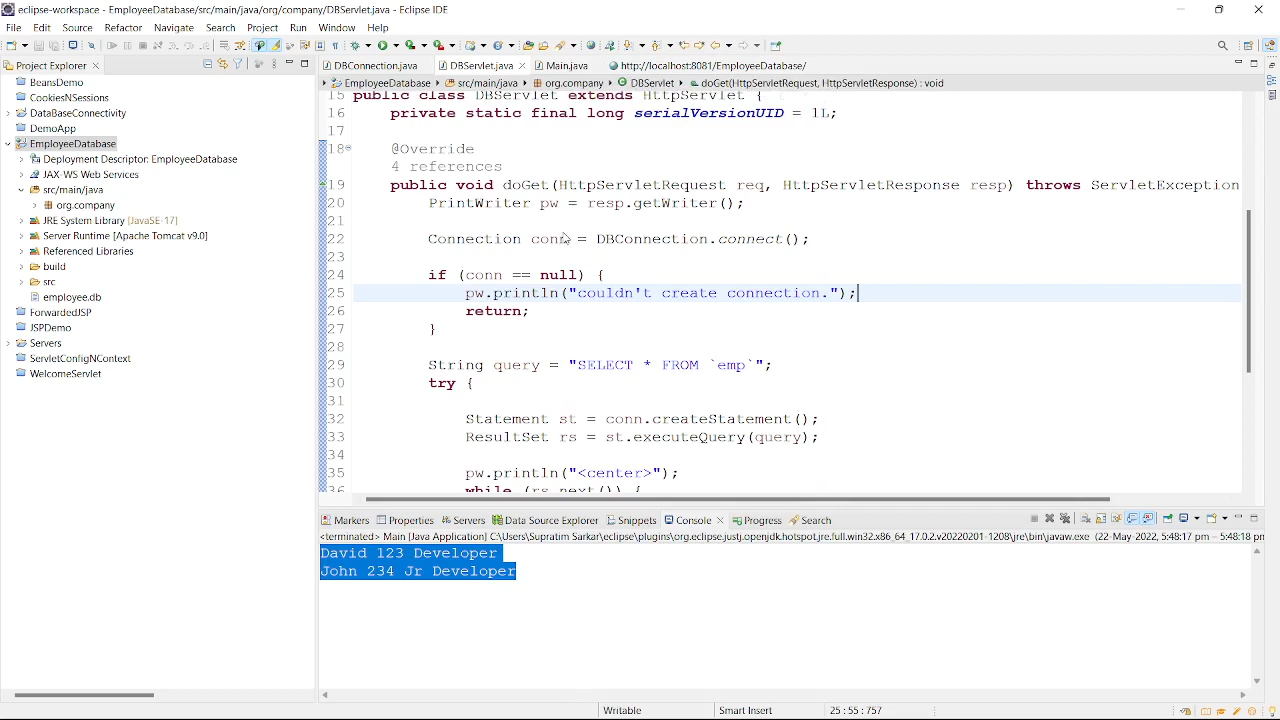 eclipse-workspace - EmployeeDatabase/src/main/java/org/company/DBServlet.java - Eclipse IDE
File Edit Source Refactor Navigate Search Project Run Window Help
Project Explorer
BeansDemo
CookiesNSessions
DataBaseConnectivity
DemoApp
EmployeeDatabase
Deployment Descriptor: EmployeeDatabase
JAX-WS Web Services
src/main/java
org.company
JRE System Library [JavaSE-17]
Server Runtime [Apache Tomcat v9.0]
Referenced Libraries
build
src
employee.db
ForwardedJSP
JSPDemo
Servers
ServletConfigNContext
WelcomeServlet
DBConnection.java DBServlet.java Main.java http://localhost:8081/EmployeeDatabase/
EmployeeDatabase src/main/java org.company DBServlet doGet(HttpServletRequest, HttpServletResponse) : void
15 public class DBServlet extends HttpServlet {
16 private static final long serialVersionUID = 1L;
17
18 @Override
4 references
19 public void doGet(HttpServletRequest req, HttpServletResponse resp) throws ServletException
20 PrintWriter pw = resp.getWriter();
21
22 Connection conn = DBConnection.connect();
23
24 if (conn == null) {
25 pw.println("couldn't create connection.");
26 return;
27 }
28
29 String query = "SELECT * FROM `emp`";
30 try {
31
32 Statement st = conn.createStatement();
33 ResultSet rs = st.executeQuery(query);
34
35 pw.println("<center>");
36 while (rs.next()) {
Markers Properties Servers Data Source Explorer Snippets Console Progress Search
<terminated> Main [Java Application] C:\Users\Supratim Sarkar\eclipse\plugins\org.eclipse.justj.openjdk.hotspot.jre.full.win32.x86_64_17.0.2.v20220201-1208\jre\bin\javaw.exe (22-May-2022, 5:48:17 pm – 5:48:18 pm
David 123 Developer
John 234 Jr Developer
Writable Smart Insert 25 : 55 : 757